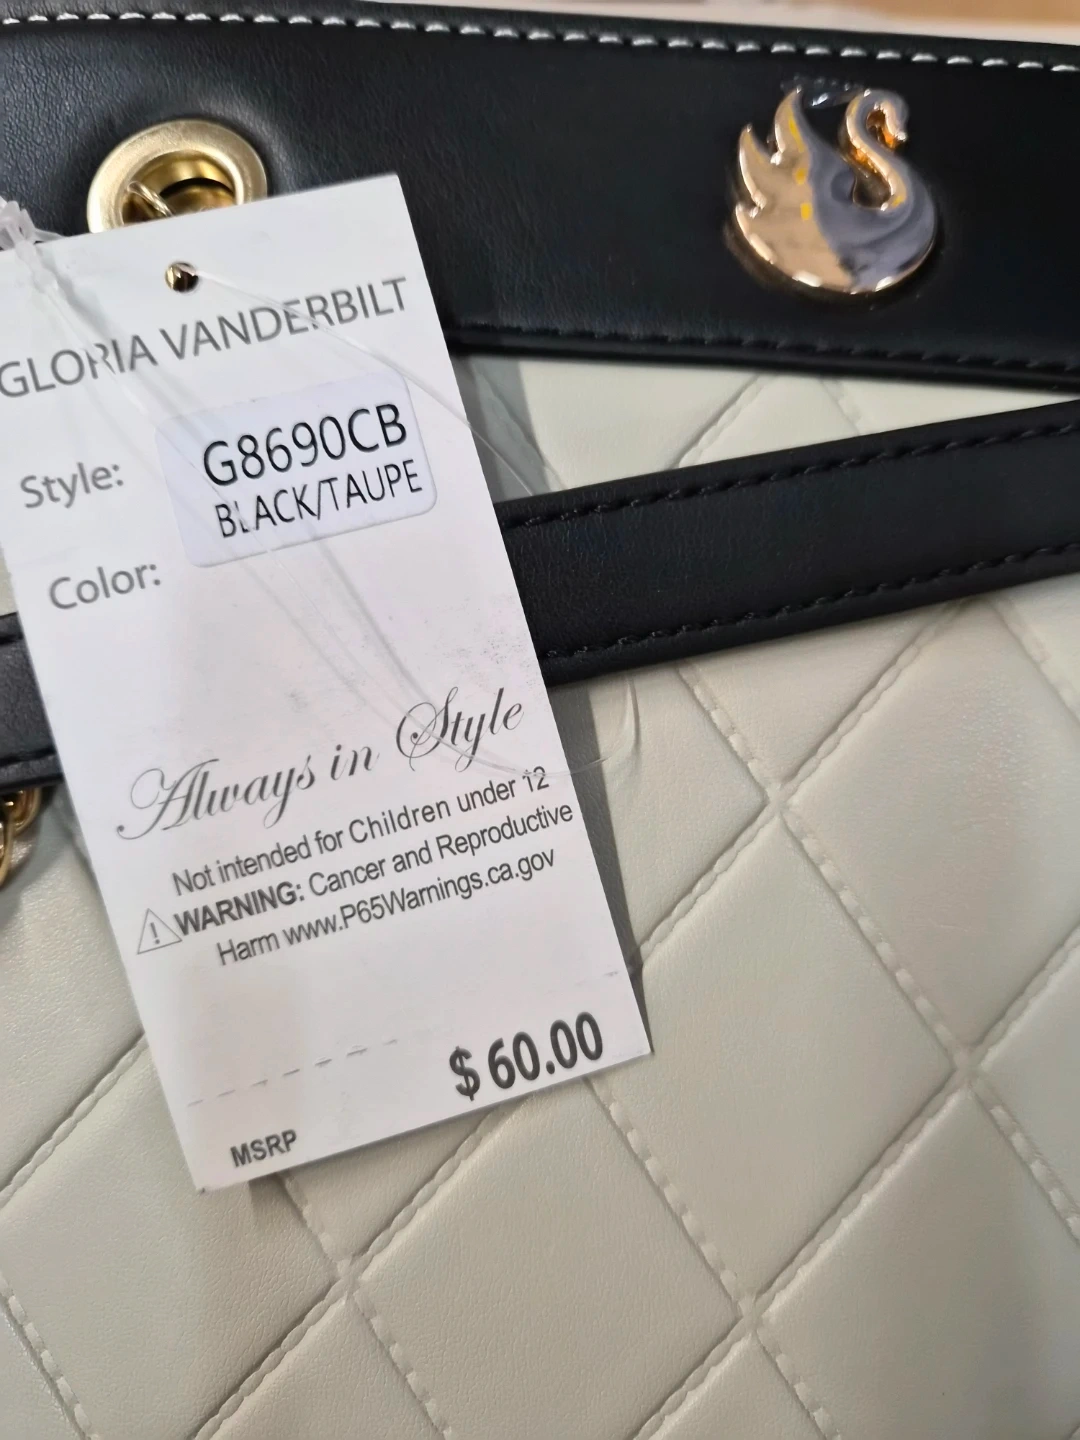 GLORIA VANDERBILT
Style:
G8690CB
BLACK/TAUPE
Color:
Always in Style
Not intended for Children under 12
WARNING: Cancer and Reproductive
Harm www.P65Warnings.ca.gov
$60.00
MSRP